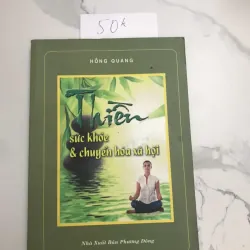 50k
HỒNG QUANG
Thiền
sức khỏe
& chuyển hóa xã hội
Nhà Xuất Bản Phương Đông